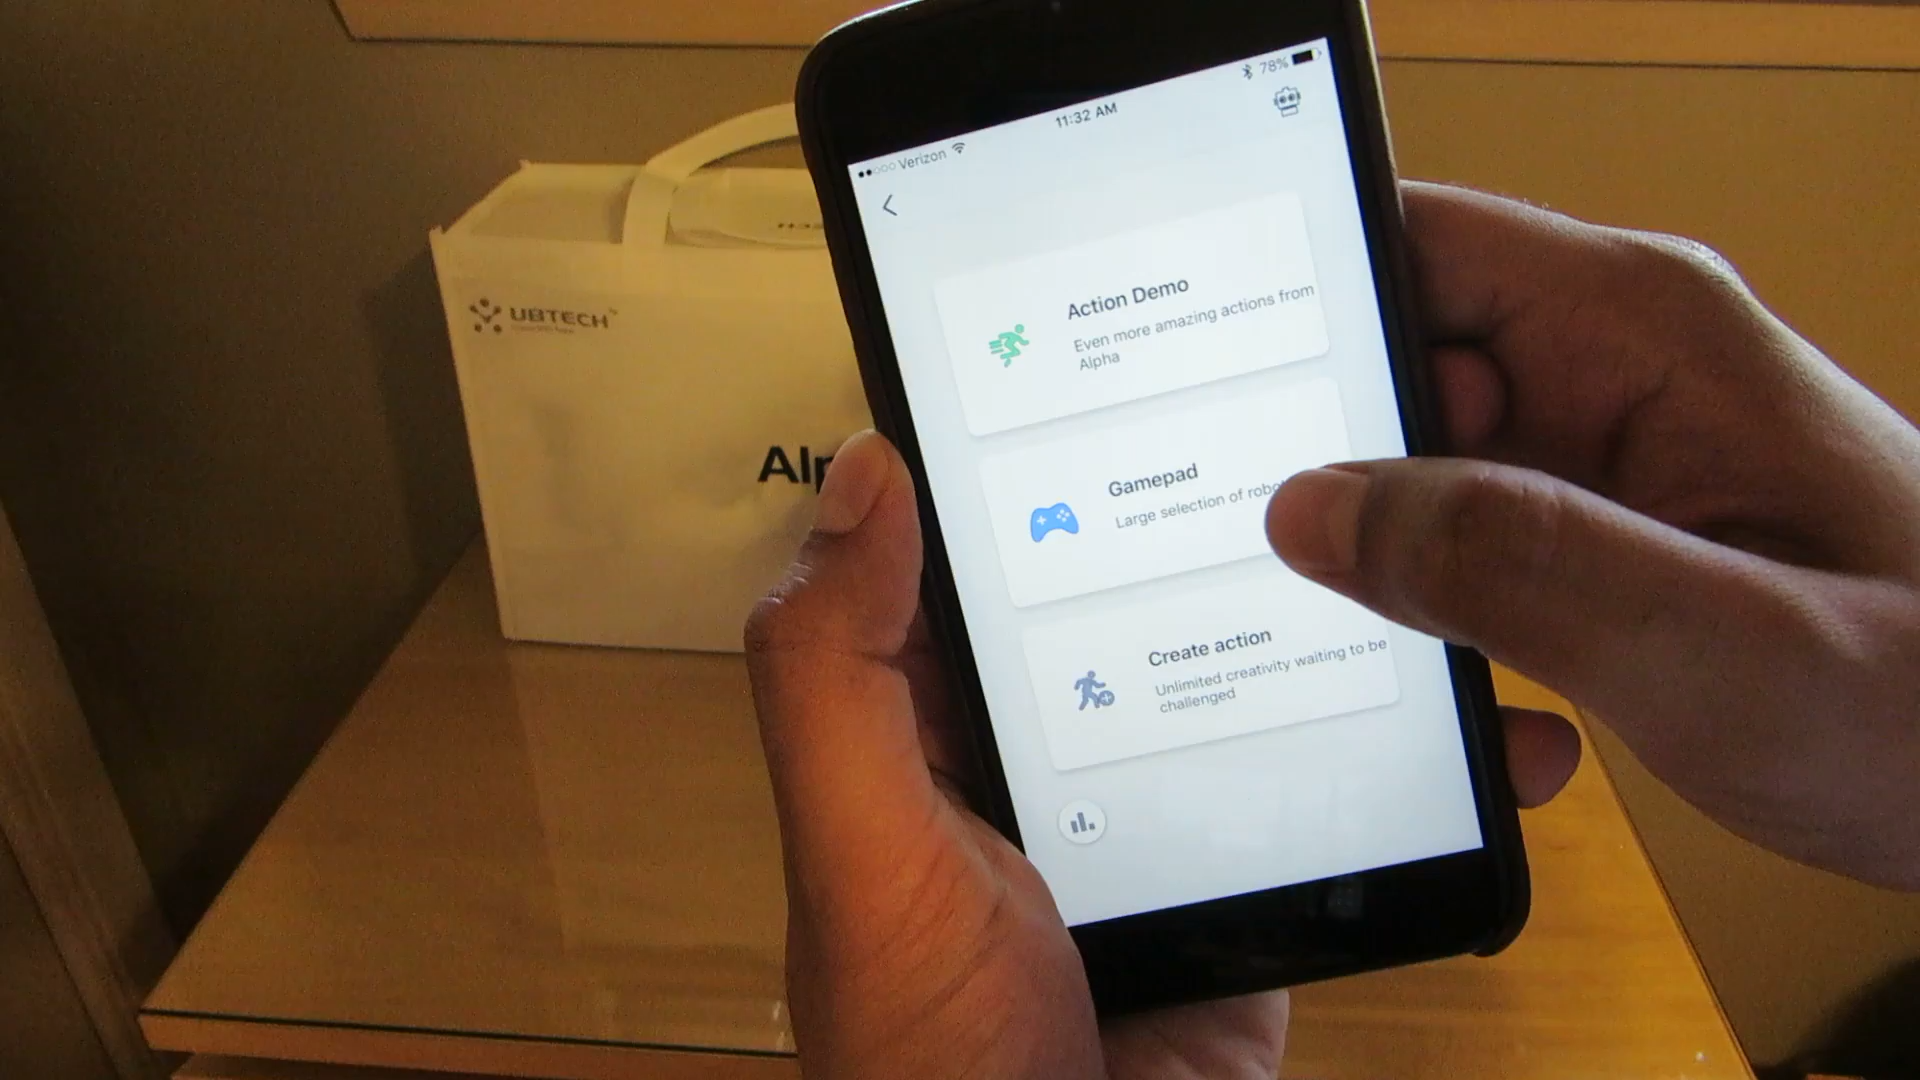 78%
11:32 AM
Verizon
Action Demo
Even more amazing actions from
Alpha
Gamepad
Large selection of
Create action
Unlimited creativity waiting to be
challenged
UBTECH